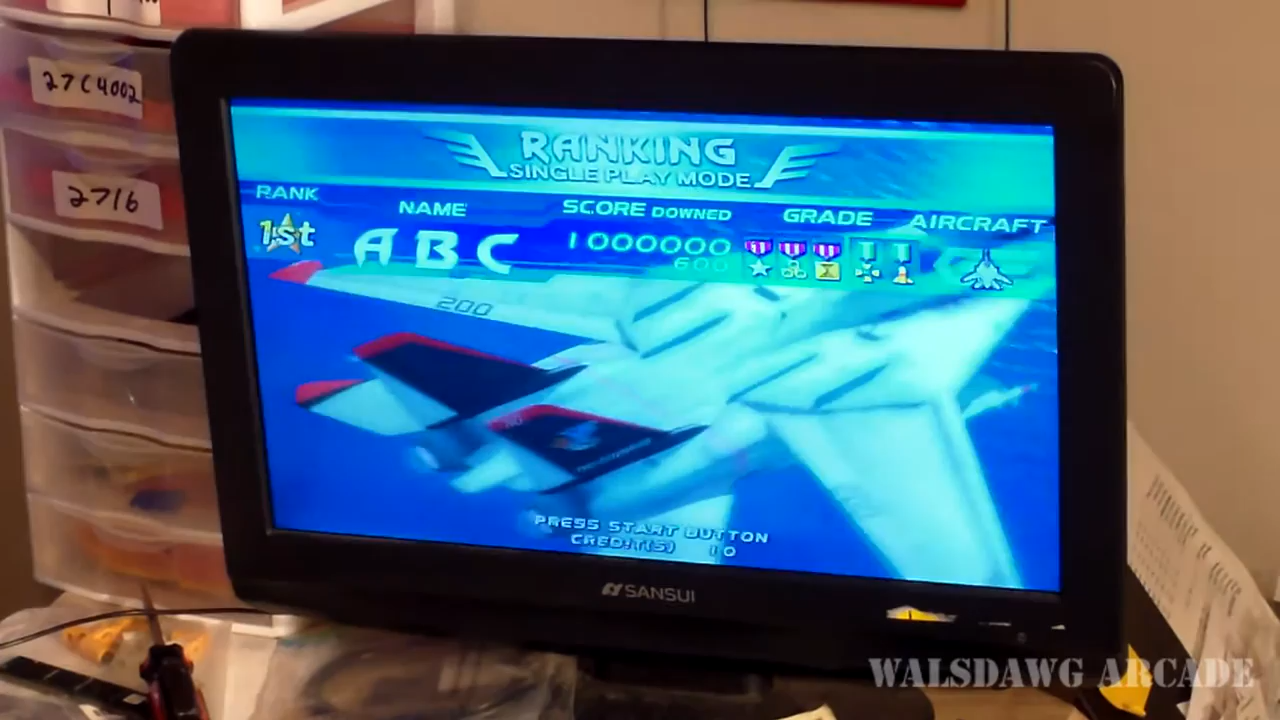 27C4002
2716
RANKING
SINGLE PLAY MODE
RANK NAME SCORE DOWNED GRADE AIRCRAFT
1st ABC 1000000
600
200
PRESS START BUTTON
CREDIT(S) 10
SANSUI
WALSDAWG ARCADE